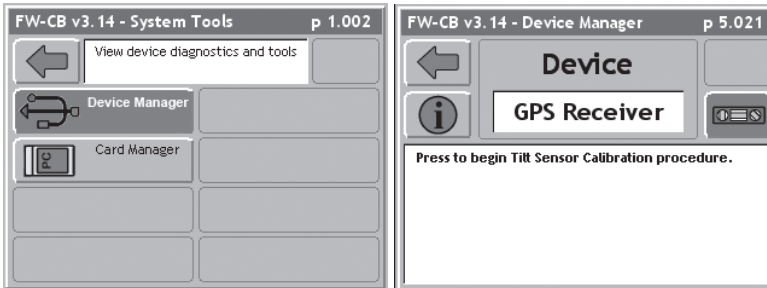 FW-CB v3.14 - System Tools p 1.002
View device diagnostics and tools
Device Manager
PC
Card Manager
FW-CB v3.14 - Device Manager p 5.021
Device
GPS Receiver
Press to begin Tilt Sensor Calibration procedure.